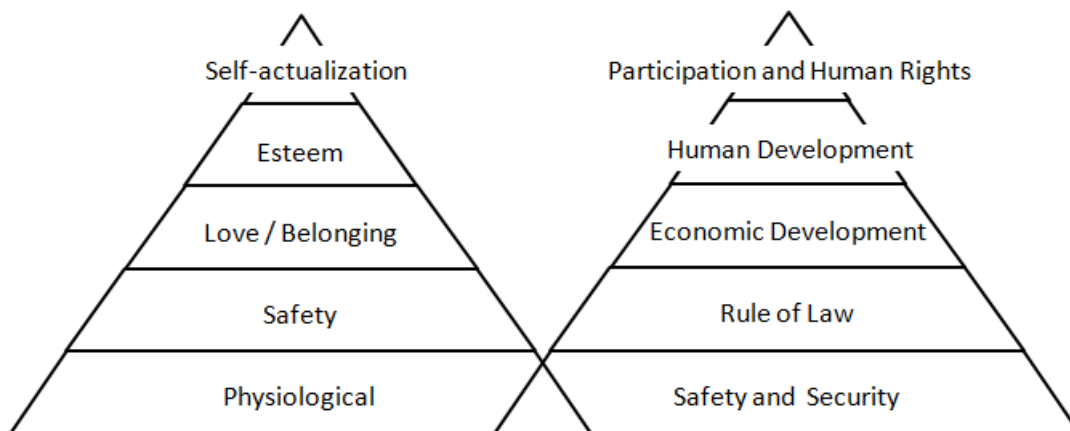 Self-actualization
Esteem
Love / Belonging
Safety
Physiological
Participation and Human Rights
Human Development
Economic Development
Rule of Law
Safety and Security